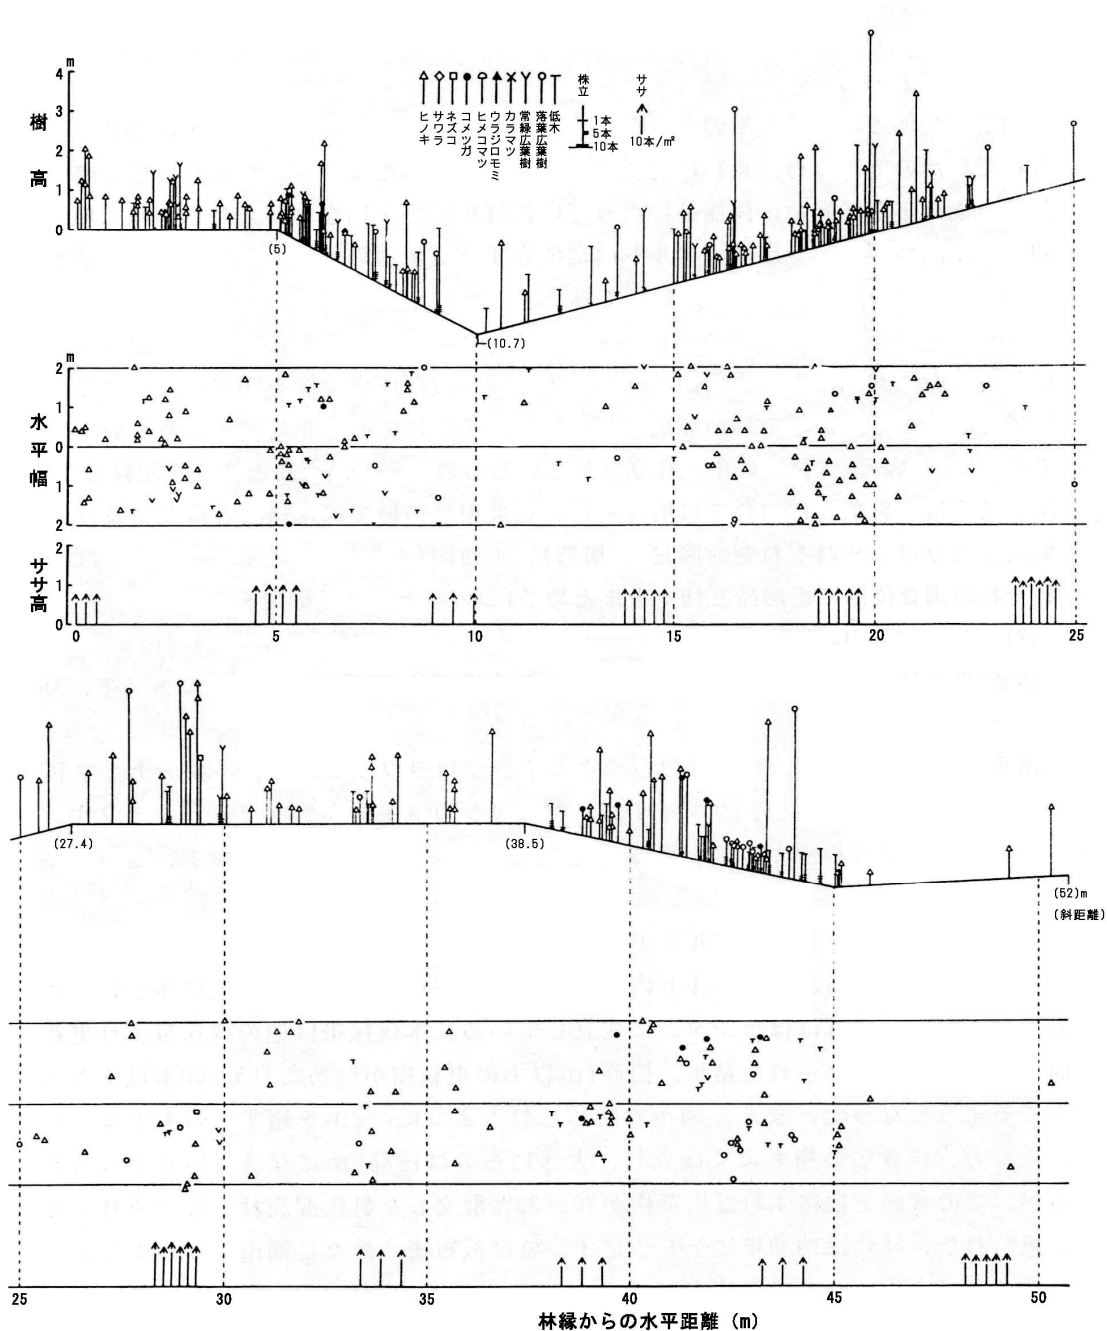 m
4
3
2
1
0
樹高
ヒノキ
サワラ
ネズコ
コメツガ
ヒメコマツ
ウラジロモミ
カラマツ
常緑広葉樹
落葉広葉樹
低木
株立
1本
5本
10本
ササ
10本/㎡
(5)
(10.7)
m
2
1
0
1
2
水平幅
2
1
0
ササ高
0 5 10 15 20 25
(27.4)
(38.5)
(52)m
(斜距離)
25 30 35 40 45 50
林縁からの水平距離 (m)